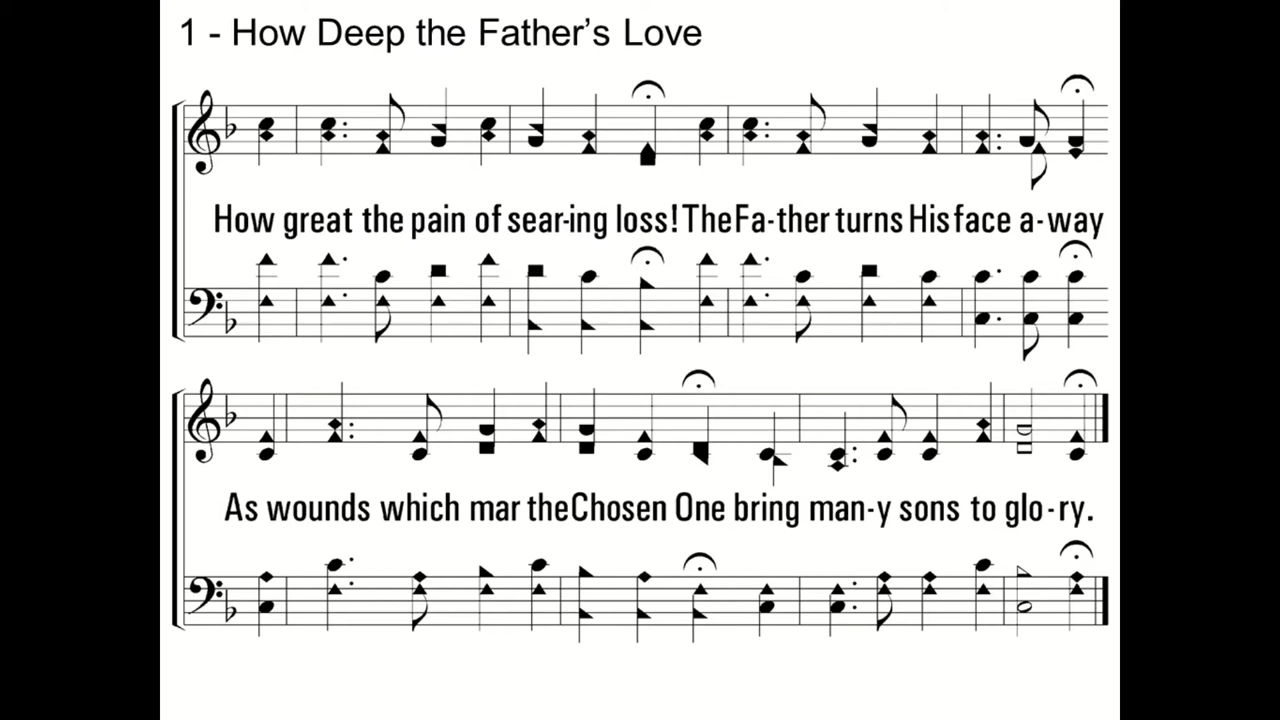 1 - How Deep the Father’s Love
How great the pain of sear-ing loss! The Fa-ther turns His face a-way
As wounds which mar the Chosen One bring man-y sons to glo-ry.